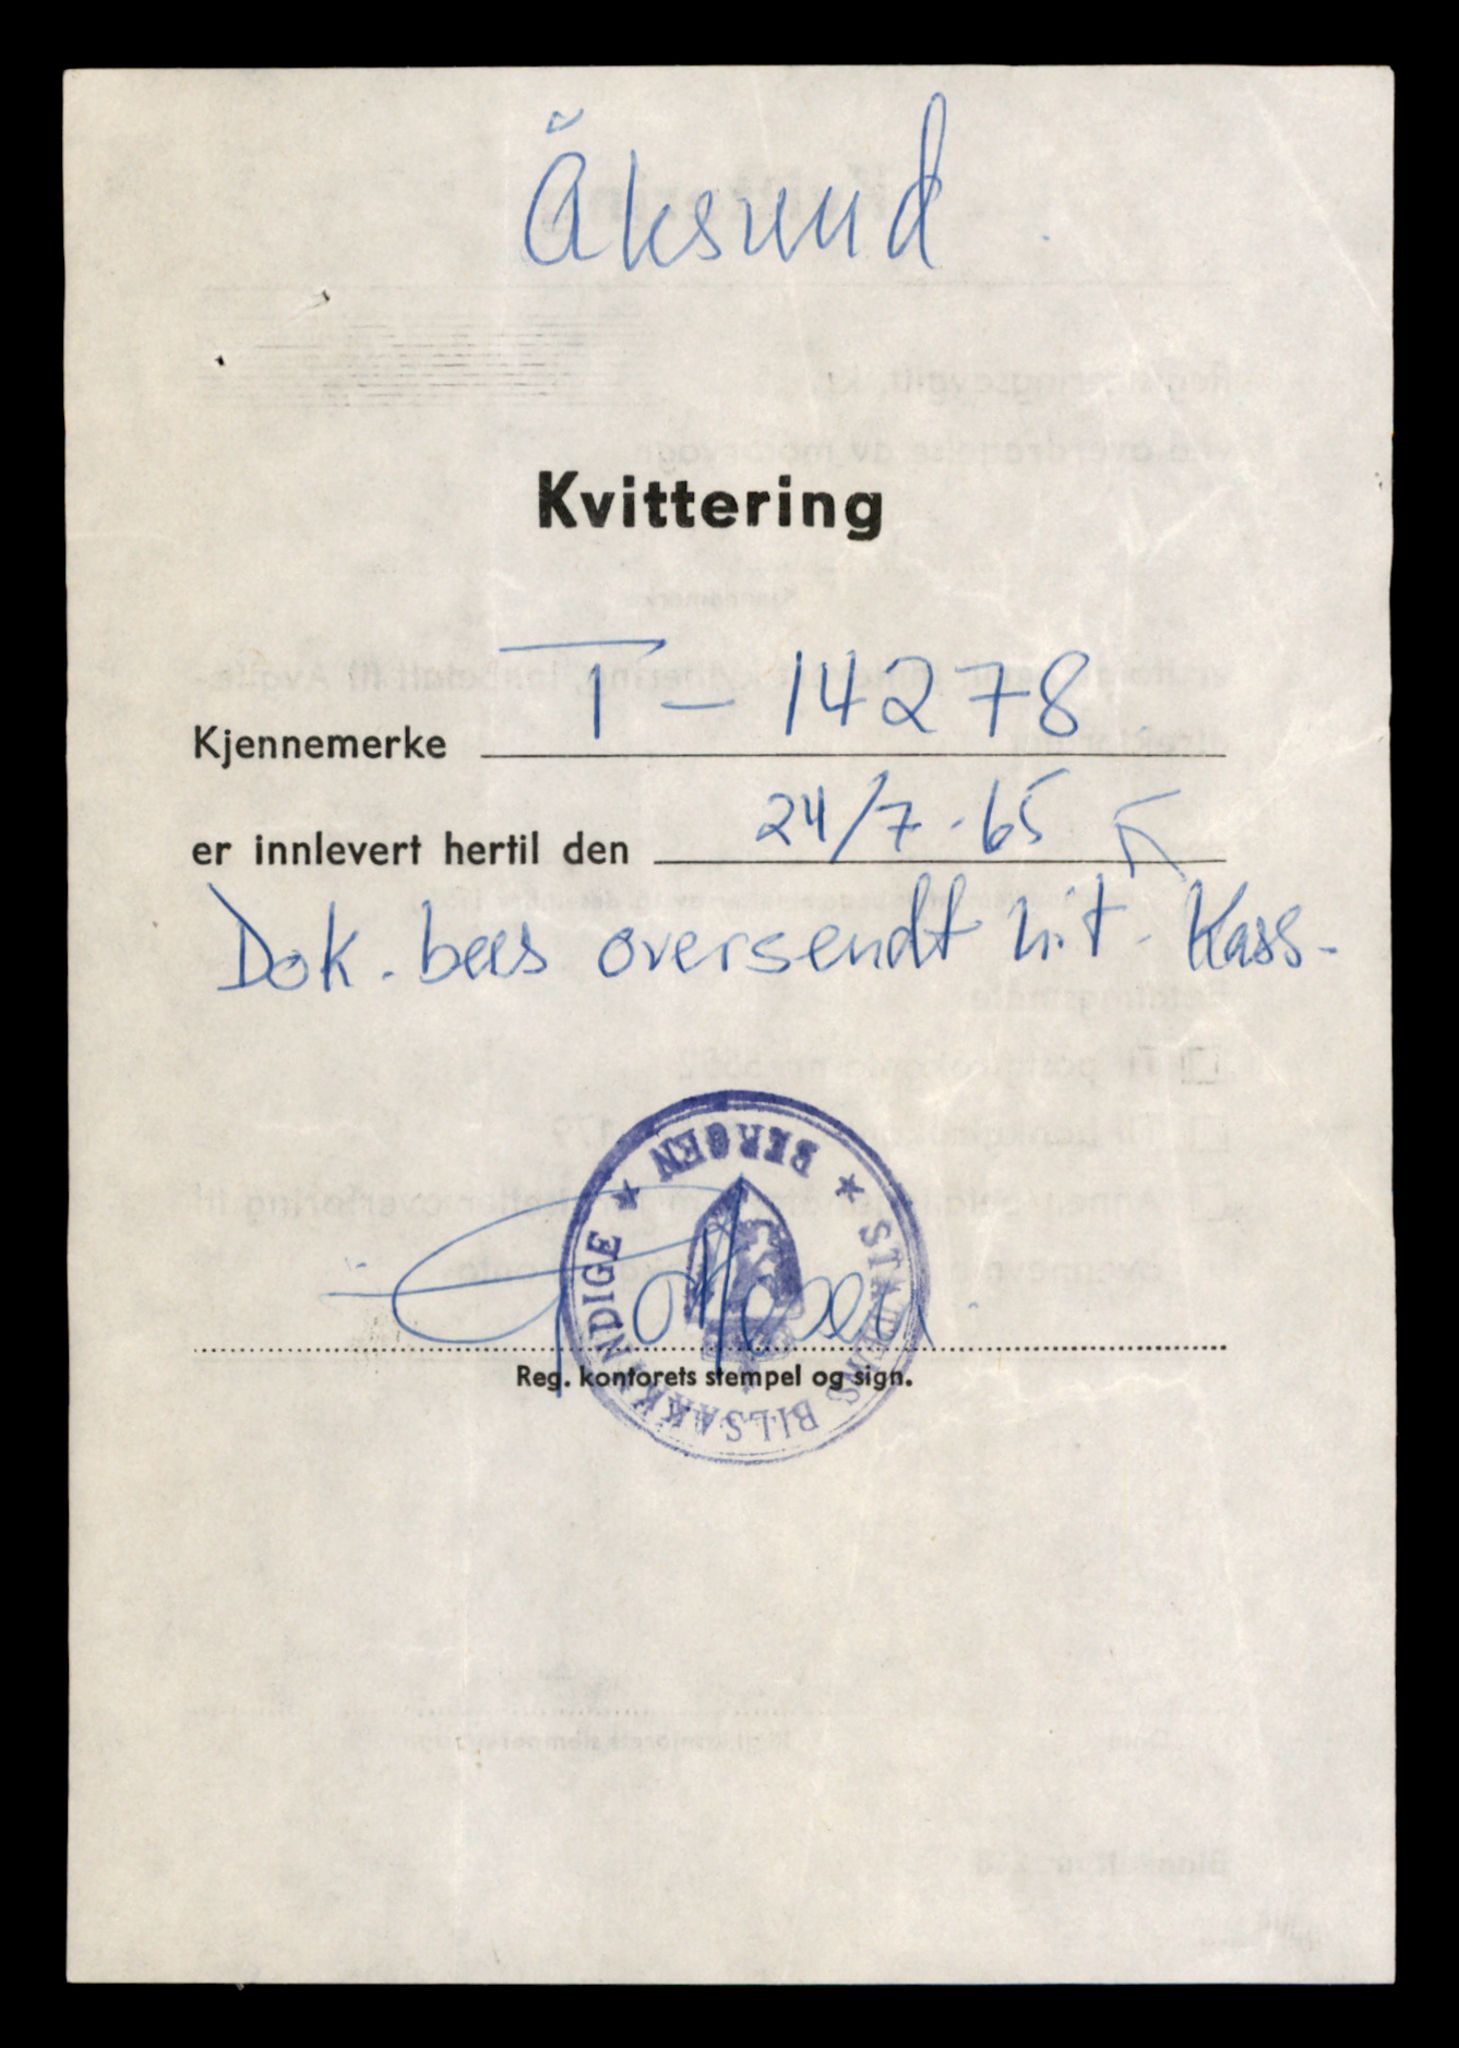 Åksund
Kvittering
Kjennemerke T - 14278
er innlevert hertil den 24/7-65
Dok. bees oversendt hit. Kass-
STATENS BILSAKKYNDIGE ★ BERGEN ★
Reg. kontorets stempel og sign.